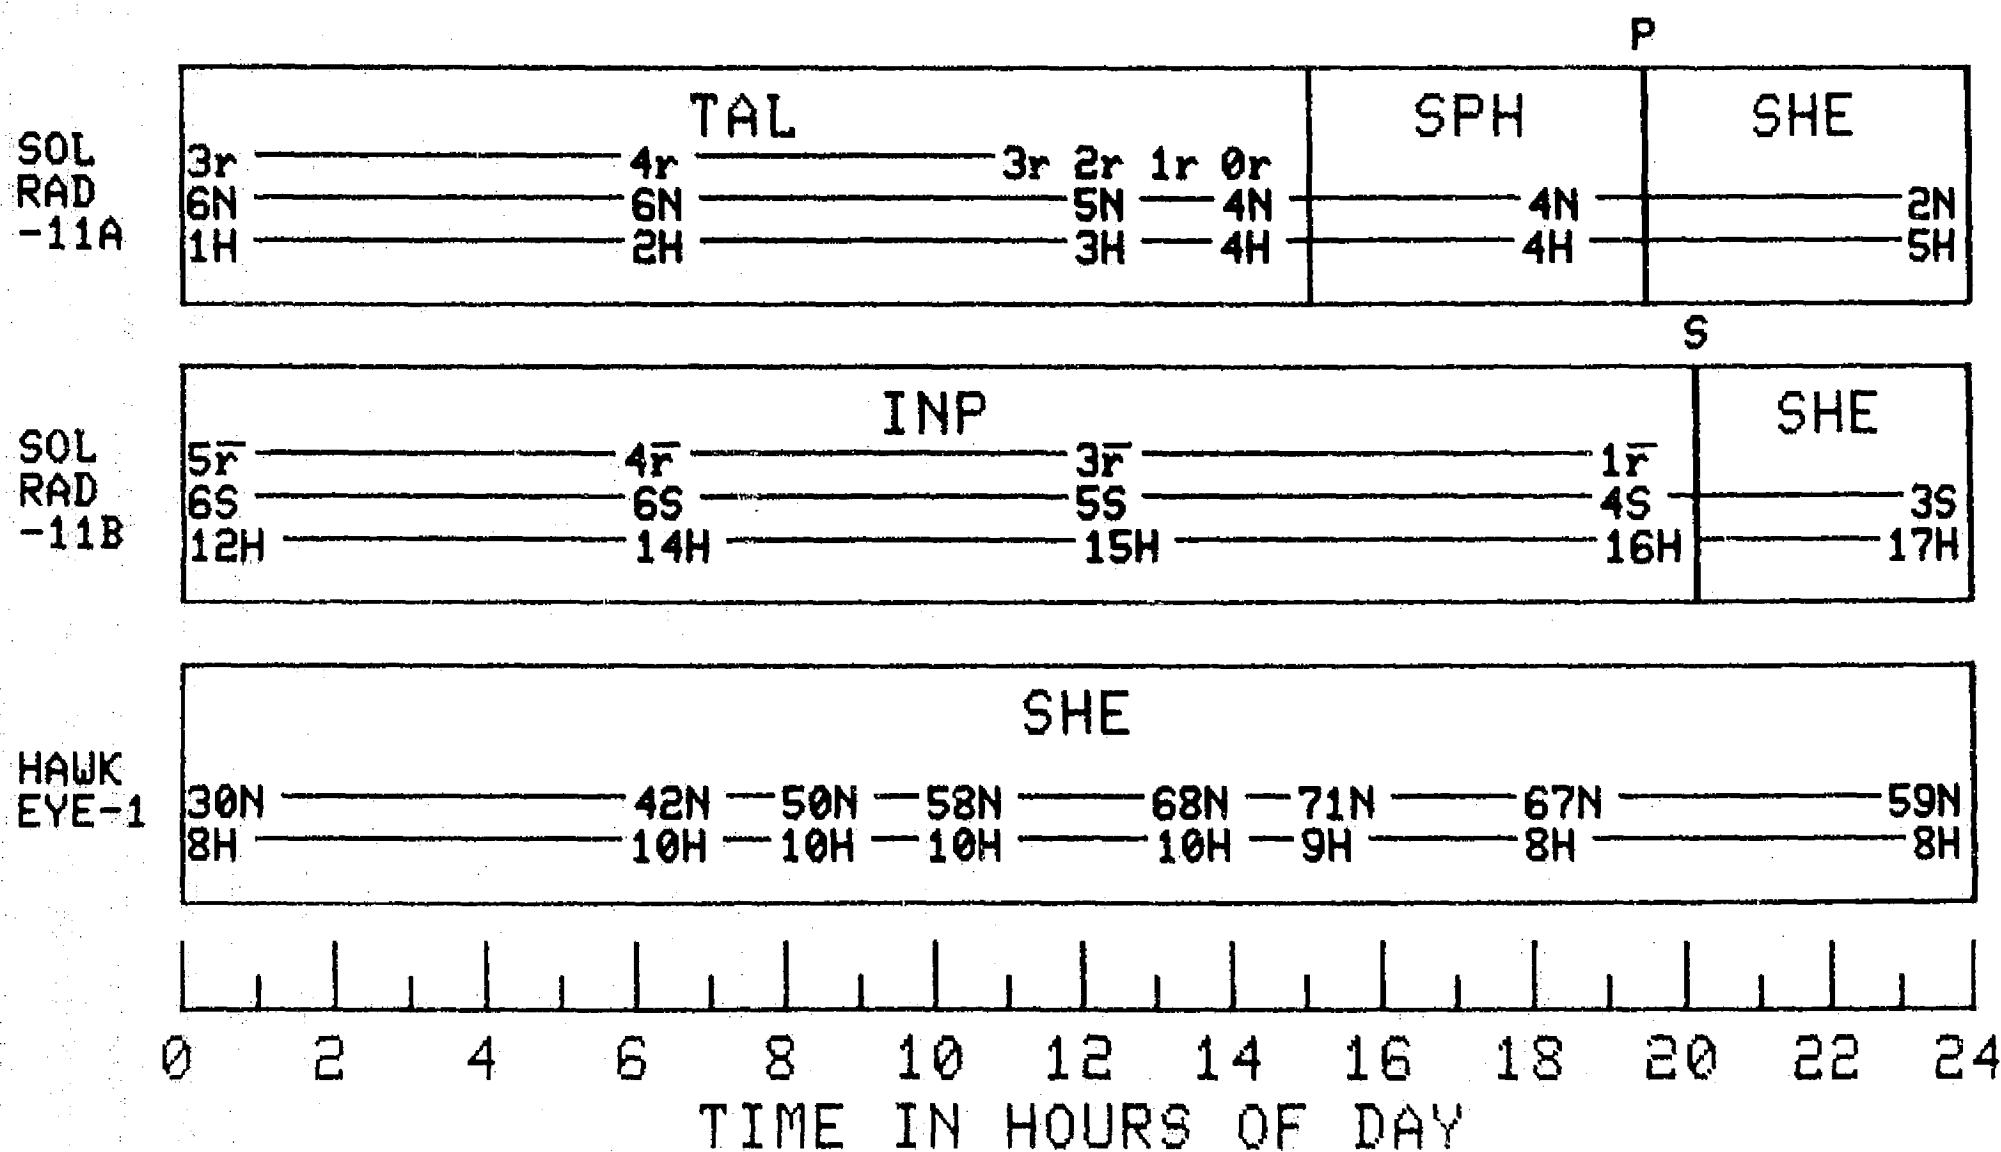 P
TAL SPH SHE
SOL RAD -11A
3r 4r 3r 2r 1r 0r
6N 6N 5N 4N 4N 2N
1H 2H 3H 4H 4H 5H
S
INP SHE
SOL RAD -11B
5r̅ 4r̅ 3r̅ 1r̅
6S 6S 5S 4S 3S
12H 14H 15H 16H 17H
SHE
HAWK EYE-1
30N 42N 50N 58N 68N 71N 67N 59N
8H 10H 10H 10H 10H 9H 8H 8H
0 2 4 6 8 10 12 14 16 18 20 22 24
TIME IN HOURS OF DAY